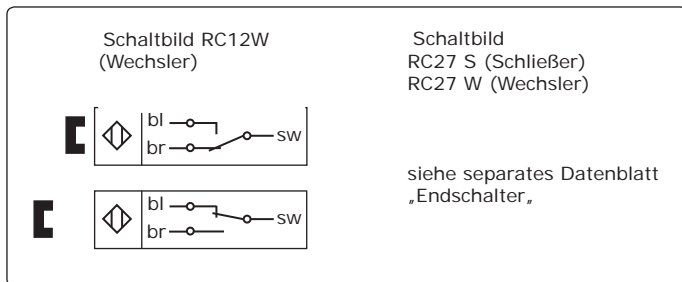 Schaltbild RC12W
(Wechsler)
bl
br
sw
bl
br
sw
Schaltbild
RC27 S (Schließer)
RC27 W (Wechsler)
siehe separates Datenblatt
„Endschalter„